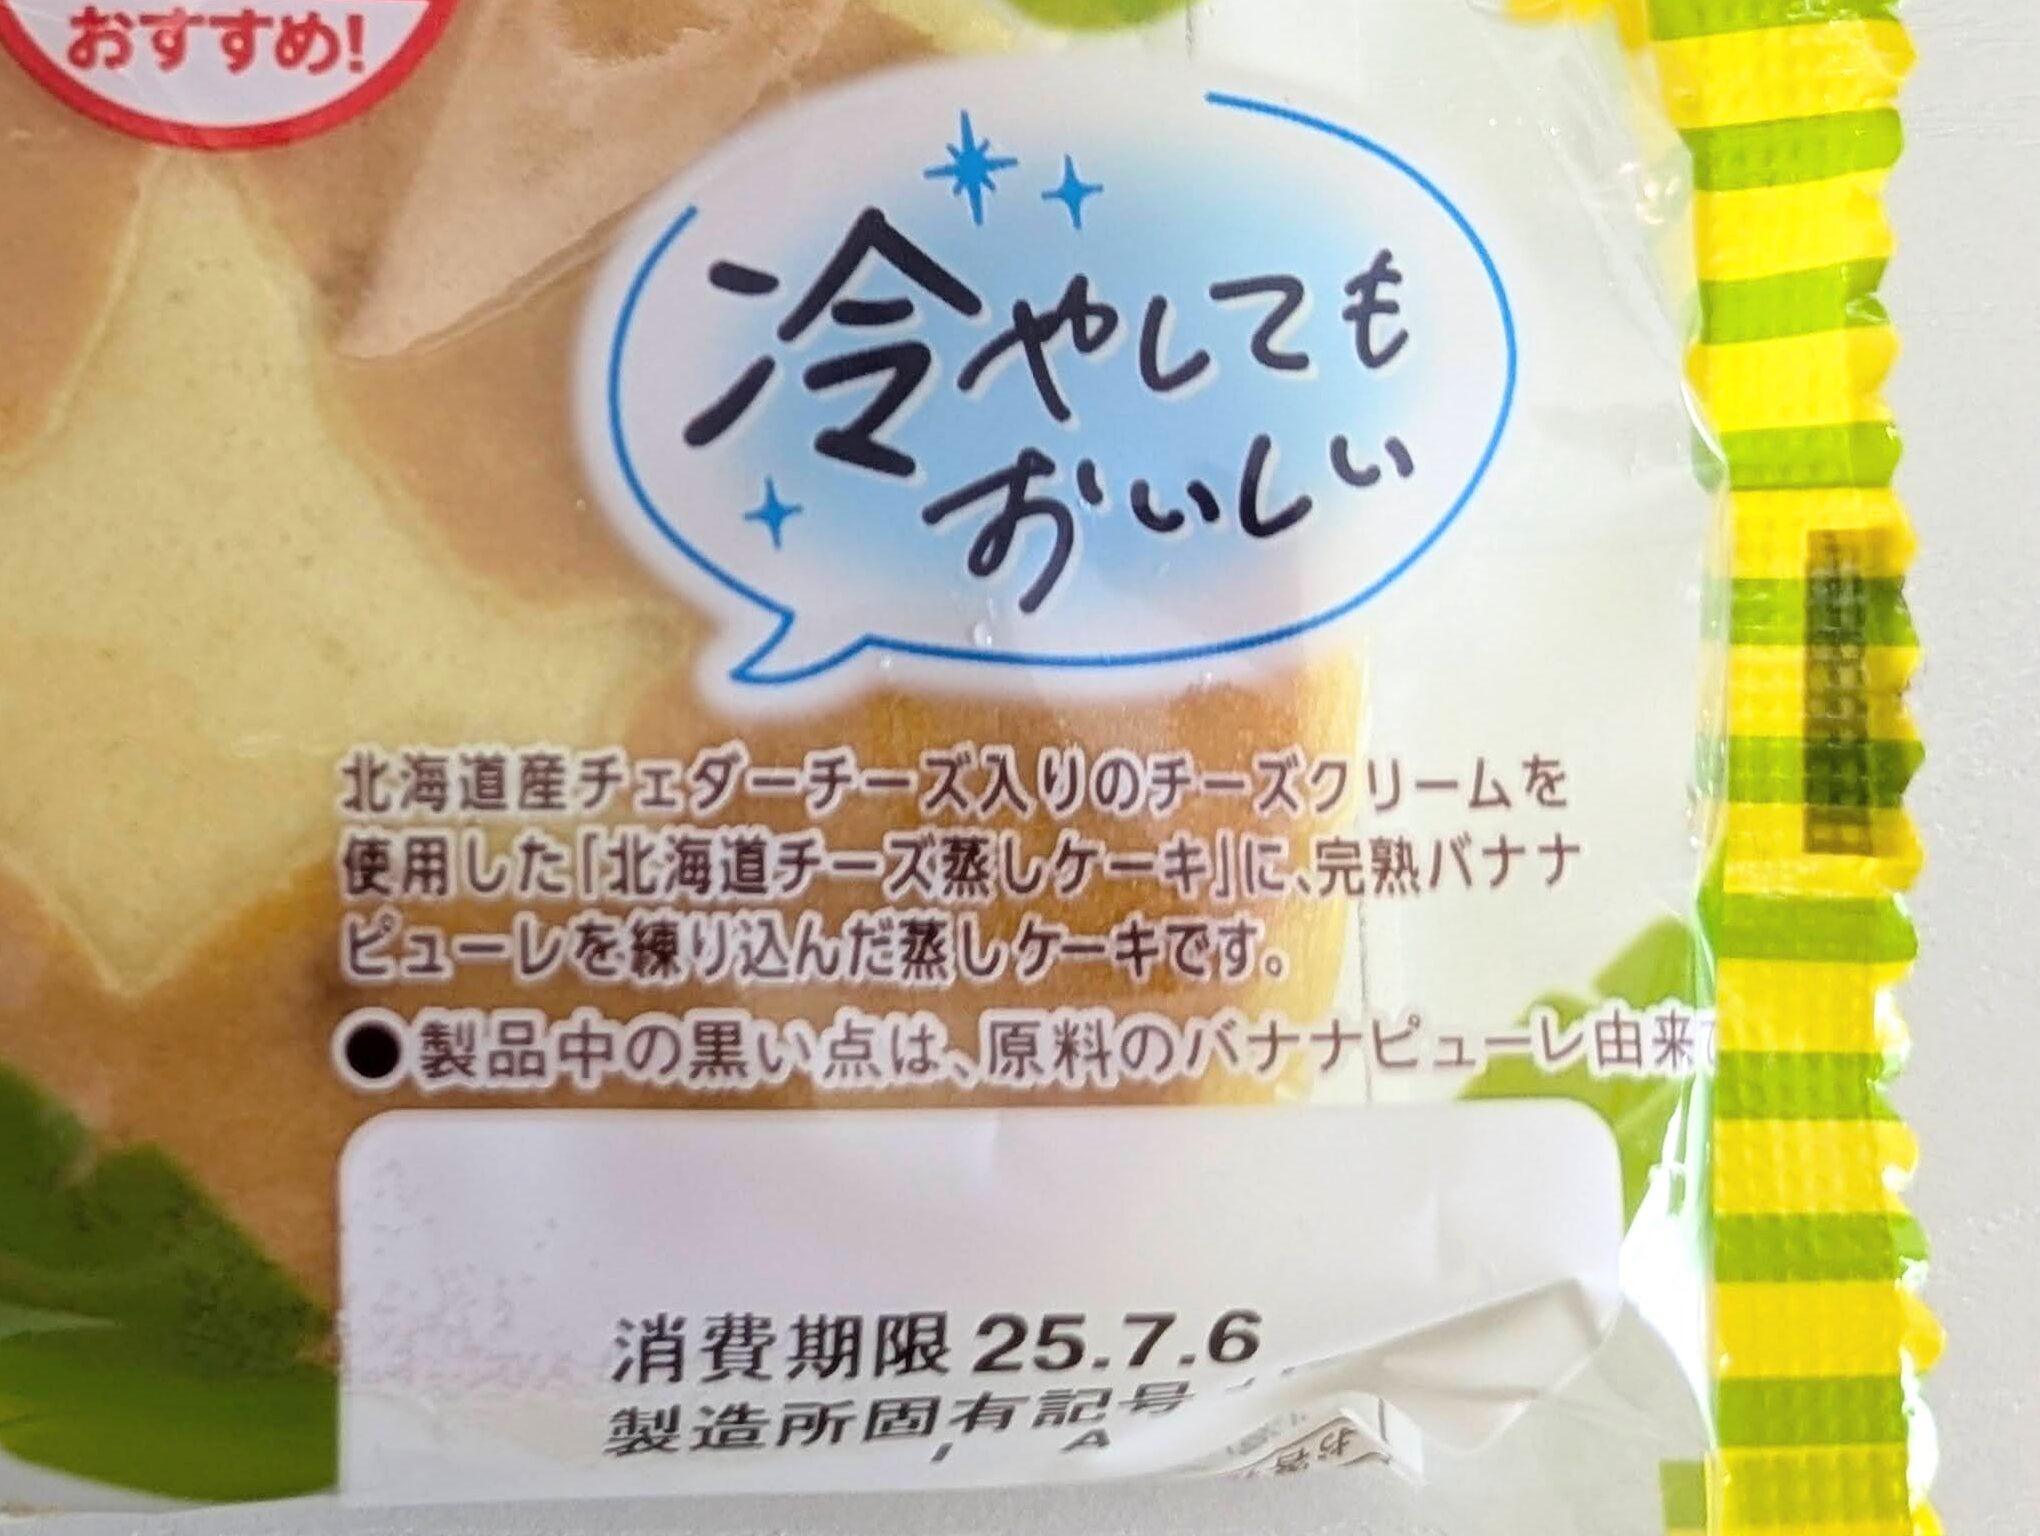 おすすめ!
冷やしても
おいしい
北海道産チェダーチーズ入りのチーズクリームを
使用した「北海道チーズ蒸しケーキ」に、完熟バナナ
ピューレを練り込んだ蒸しケーキです。
●製品中の黒い点は、原料のバナナピューレ由来で
消費期限 25.7.6
製造所固有記号